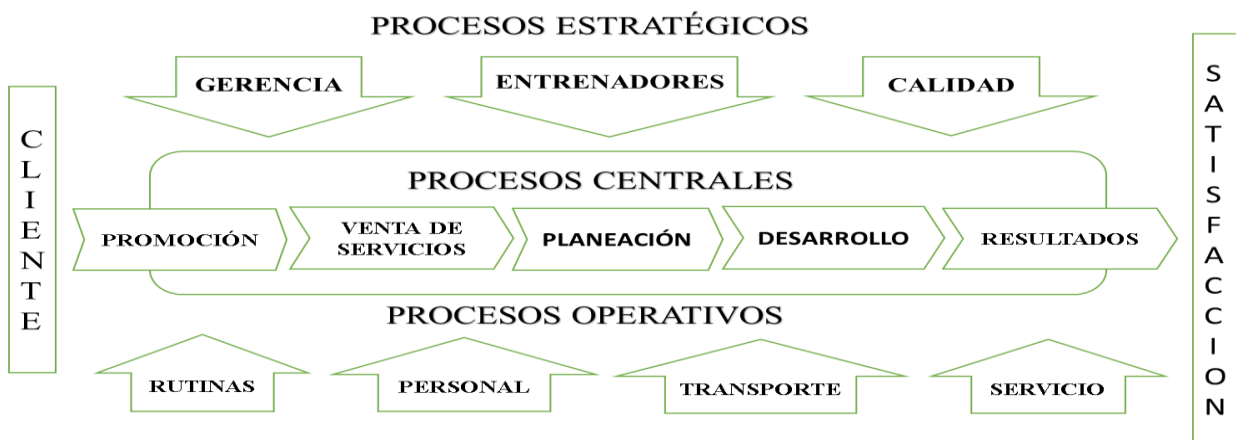 PROCESOS ESTRATÉGICOS
GERENCIA
ENTRENADORES
CALIDAD
CLIENTE
PROCESOS CENTRALES
PROMOCIÓN
VENTA DE
SERVICIOS
PLANEACIÓN
DESARROLLO
RESULTADOS
SATISFACCION
PROCESOS OPERATIVOS
RUTINAS
PERSONAL
TRANSPORTE
SERVICIO